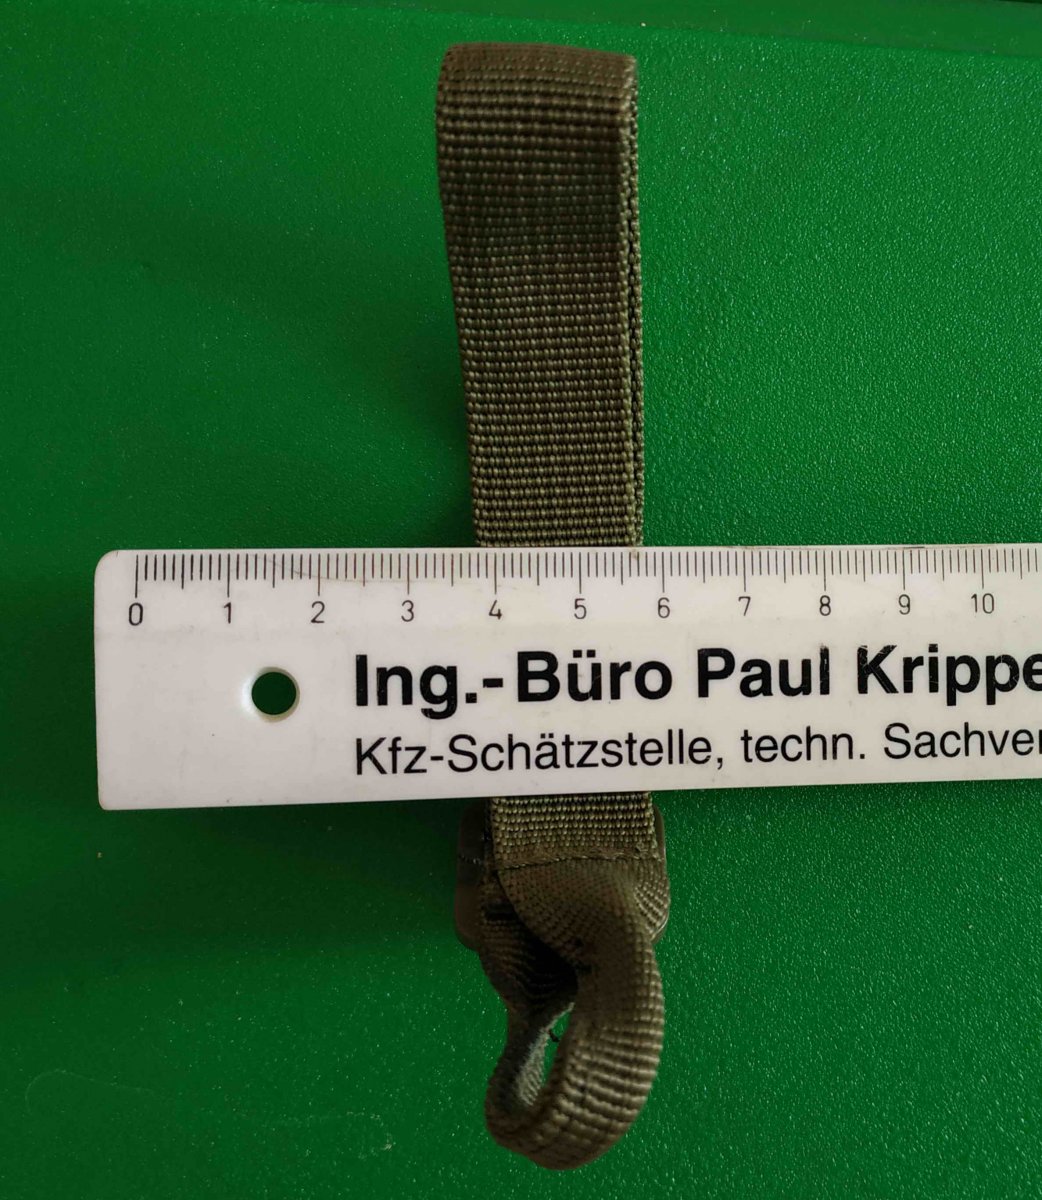 0 1 2 3 4 5 6 7 8 9 10
Ing.-Büro Paul Krippe
Kfz-Schätzstelle, techn. Sachver